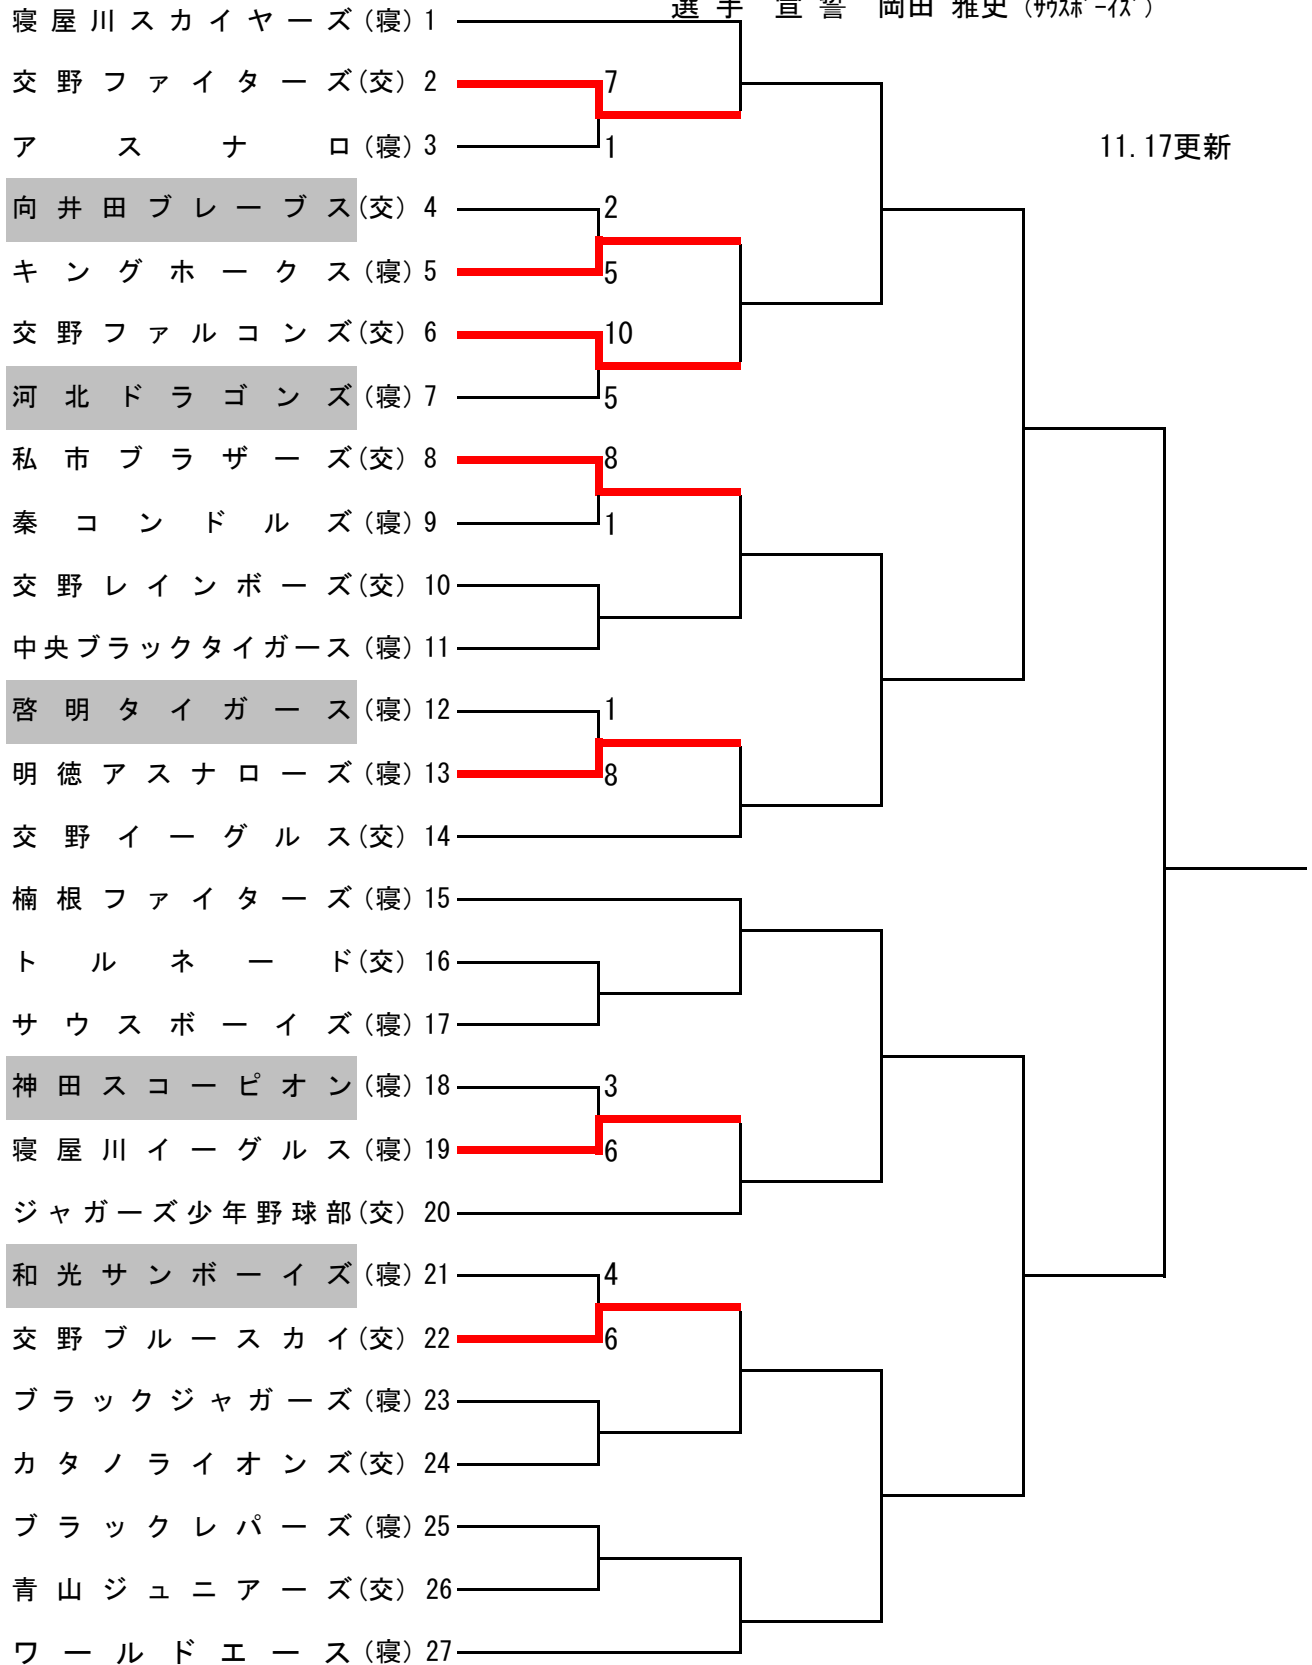 選手宣誓 岡田 雅史 (ｻｳｽﾎﾞｰｲｽﾞ)
寝屋川スカイヤーズ(寝) 1
交野ファイターズ(交) 2 7
アスナロ(寝) 3 1
11.17更新
向井田ブレーブス(交) 4 2
キングホークス(寝) 5 5
交野ファルコンズ(交) 6 10
河北ドラゴンズ(寝) 7 5
私市ブラザーズ(交) 8 8
秦コンドルズ(寝) 9 1
交野レインボーズ(交) 10
中央ブラックタイガース(寝) 11
啓明タイガース(寝) 12 1
明徳アスナローズ(寝) 13 8
交野イーグルス(交) 14
楠根ファイターズ(寝) 15
トルネード(交) 16
サウスボーイズ(寝) 17
神田スコーピオン(寝) 18 3
寝屋川イーグルス(寝) 19 6
ジャガーズ少年野球部(交) 20
和光サンボーイズ(寝) 21 4
交野ブルースカイ(交) 22 6
ブラックジャガーズ(寝) 23
カタノライオンズ(交) 24
ブラックレパーズ(寝) 25
青山ジュニアーズ(交) 26
ワールドエース(寝) 27